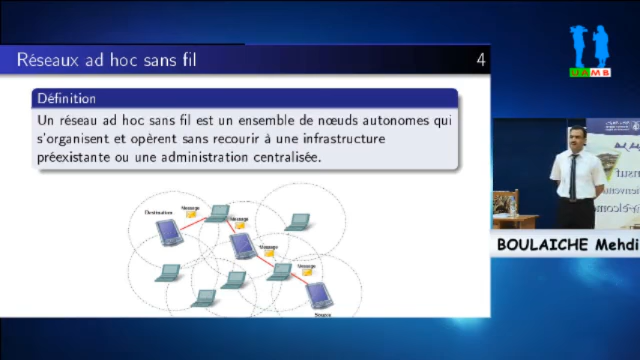 Réseaux ad hoc sans fil
4
Définition
Un réseau ad hoc sans fil est un ensemble de nœuds autonomes qui
s'organisent et opèrent sans recourir à une infrastructure
préexistante ou une administration centralisée.
Message
Destination
Message
Message
Message
Source
UAMB
BOULAICHE Mehdi